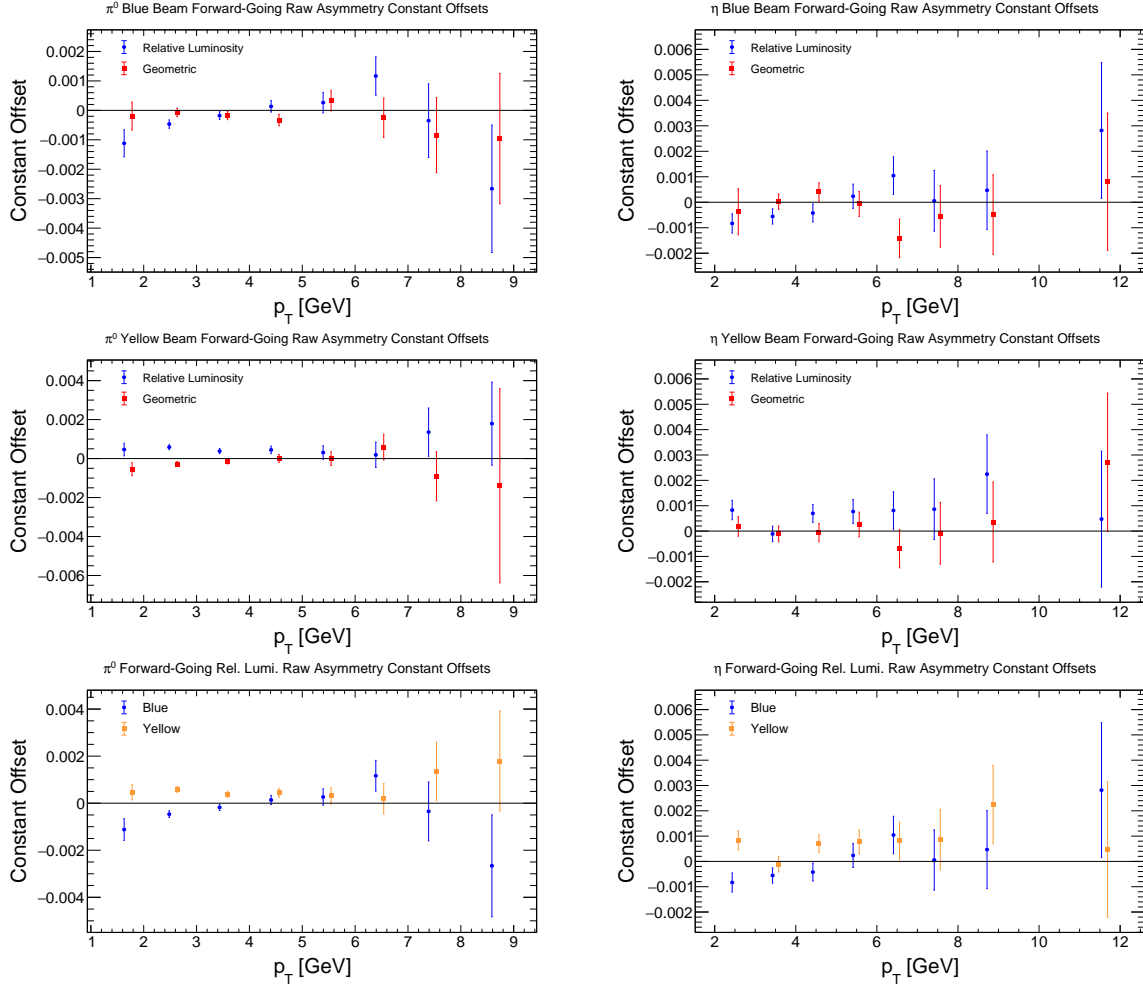 π⁰ Blue Beam Forward-Going Raw Asymmetry Constant Offsets
Constant Offset
0.002
0.001
0
−0.001
−0.002
−0.003
−0.004
−0.005
Relative Luminosity
Geometric
1 2 3 4 5 6 7 8 9
p_T [GeV]
η Blue Beam Forward-Going Raw Asymmetry Constant Offsets
Constant Offset
0.006
0.005
0.004
0.003
0.002
0.001
0
−0.001
−0.002
Relative Luminosity
Geometric
2 4 6 8 10 12
p_T [GeV]
π⁰ Yellow Beam Forward-Going Raw Asymmetry Constant Offsets
Constant Offset
0.004
0.002
0
−0.002
−0.004
−0.006
Relative Luminosity
Geometric
1 2 3 4 5 6 7 8 9
p_T [GeV]
η Yellow Beam Forward-Going Raw Asymmetry Constant Offsets
Constant Offset
0.006
0.005
0.004
0.003
0.002
0.001
0
−0.001
−0.002
Relative Luminosity
Geometric
2 4 6 8 10 12
p_T [GeV]
π⁰ Forward-Going Rel. Lumi. Raw Asymmetry Constant Offsets
Constant Offset
0.004
0.002
0
−0.002
−0.004
Blue
Yellow
1 2 3 4 5 6 7 8 9
p_T [GeV]
η Forward-Going Rel. Lumi. Raw Asymmetry Constant Offsets
Constant Offset
0.006
0.005
0.004
0.003
0.002
0.001
0
−0.001
−0.002
Blue
Yellow
2 4 6 8 10 12
p_T [GeV]